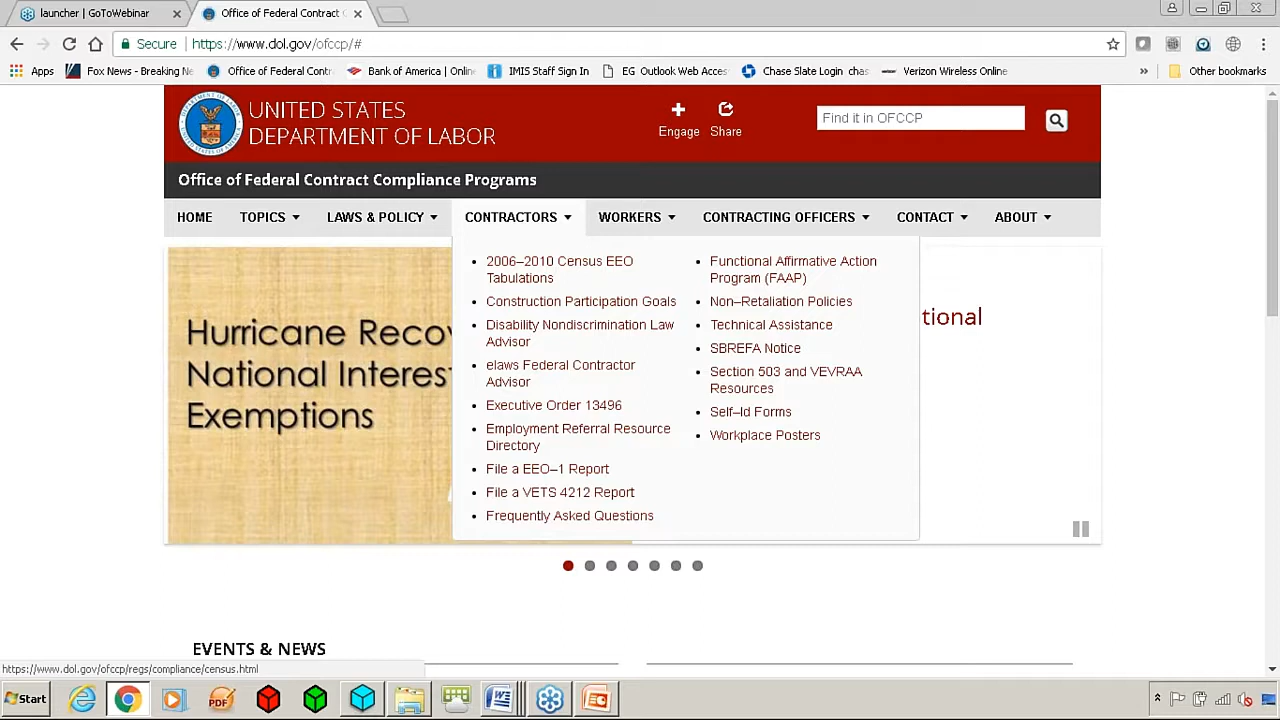 launcher | GoToWebinar
Office of Federal Contract C
Secure
https://www.dol.gov/ofccp/#
Apps
Fox News - Breaking Ne
Office of Federal Contr
Bank of America | Onlin
IMIS Staff Sign In
EG Outlook Web Acces
Chase Slate Login chas
Verizon Wireless Online
»
Other bookmarks
UNITED STATES
DEPARTMENT OF LABOR
Engage
Share
Find it in OFCCP
Office of Federal Contract Compliance Programs
HOME
TOPICS
LAWS & POLICY
CONTRACTORS
WORKERS
CONTRACTING OFFICERS
CONTACT
ABOUT
2006–2010 Census EEO
Tabulations
Construction Participation Goals
Disability Nondiscrimination Law
Advisor
elaws Federal Contractor
Advisor
Executive Order 13496
Employment Referral Resource
Directory
File a EEO–1 Report
File a VETS 4212 Report
Frequently Asked Questions
Functional Affirmative Action
Program (FAAP)
Non–Retaliation Policies
Technical Assistance
SBREFA Notice
Section 503 and VEVRAA
Resources
Self–Id Forms
Workplace Posters
Hurricane Recov
National Interest
Exemptions
tional
EVENTS & NEWS
https://www.dol.gov/ofccp/regs/compliance/census.html
Start
PDF